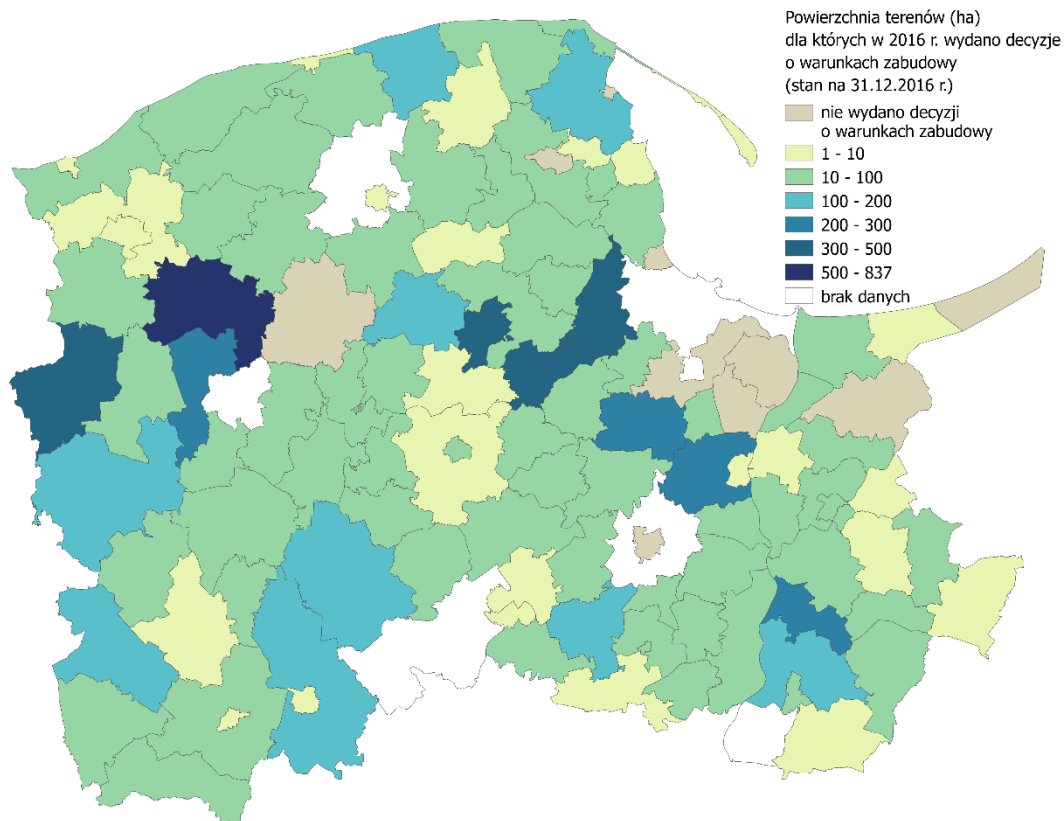 Powierzchnia terenów (ha)
dla których w 2016 r. wydano decyzje
o warunkach zabudowy
(stan na 31.12.2016 r.)
nie wydano decyzji
o warunkach zabudowy
1 - 10
10 - 100
100 - 200
200 - 300
300 - 500
500 - 837
brak danych